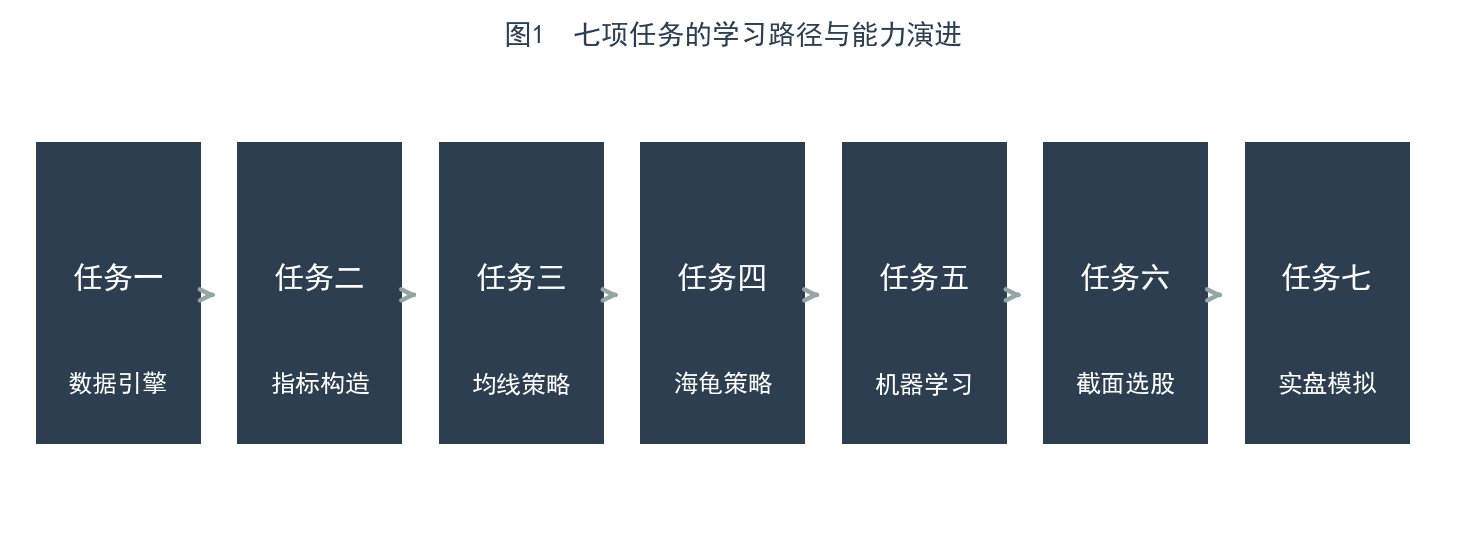 图1 七项任务的学习路径与能力演进
任务一
数据引擎
任务二
指标构造
任务三
均线策略
任务四
海龟策略
任务五
机器学习
任务六
截面选股
任务七
实盘模拟